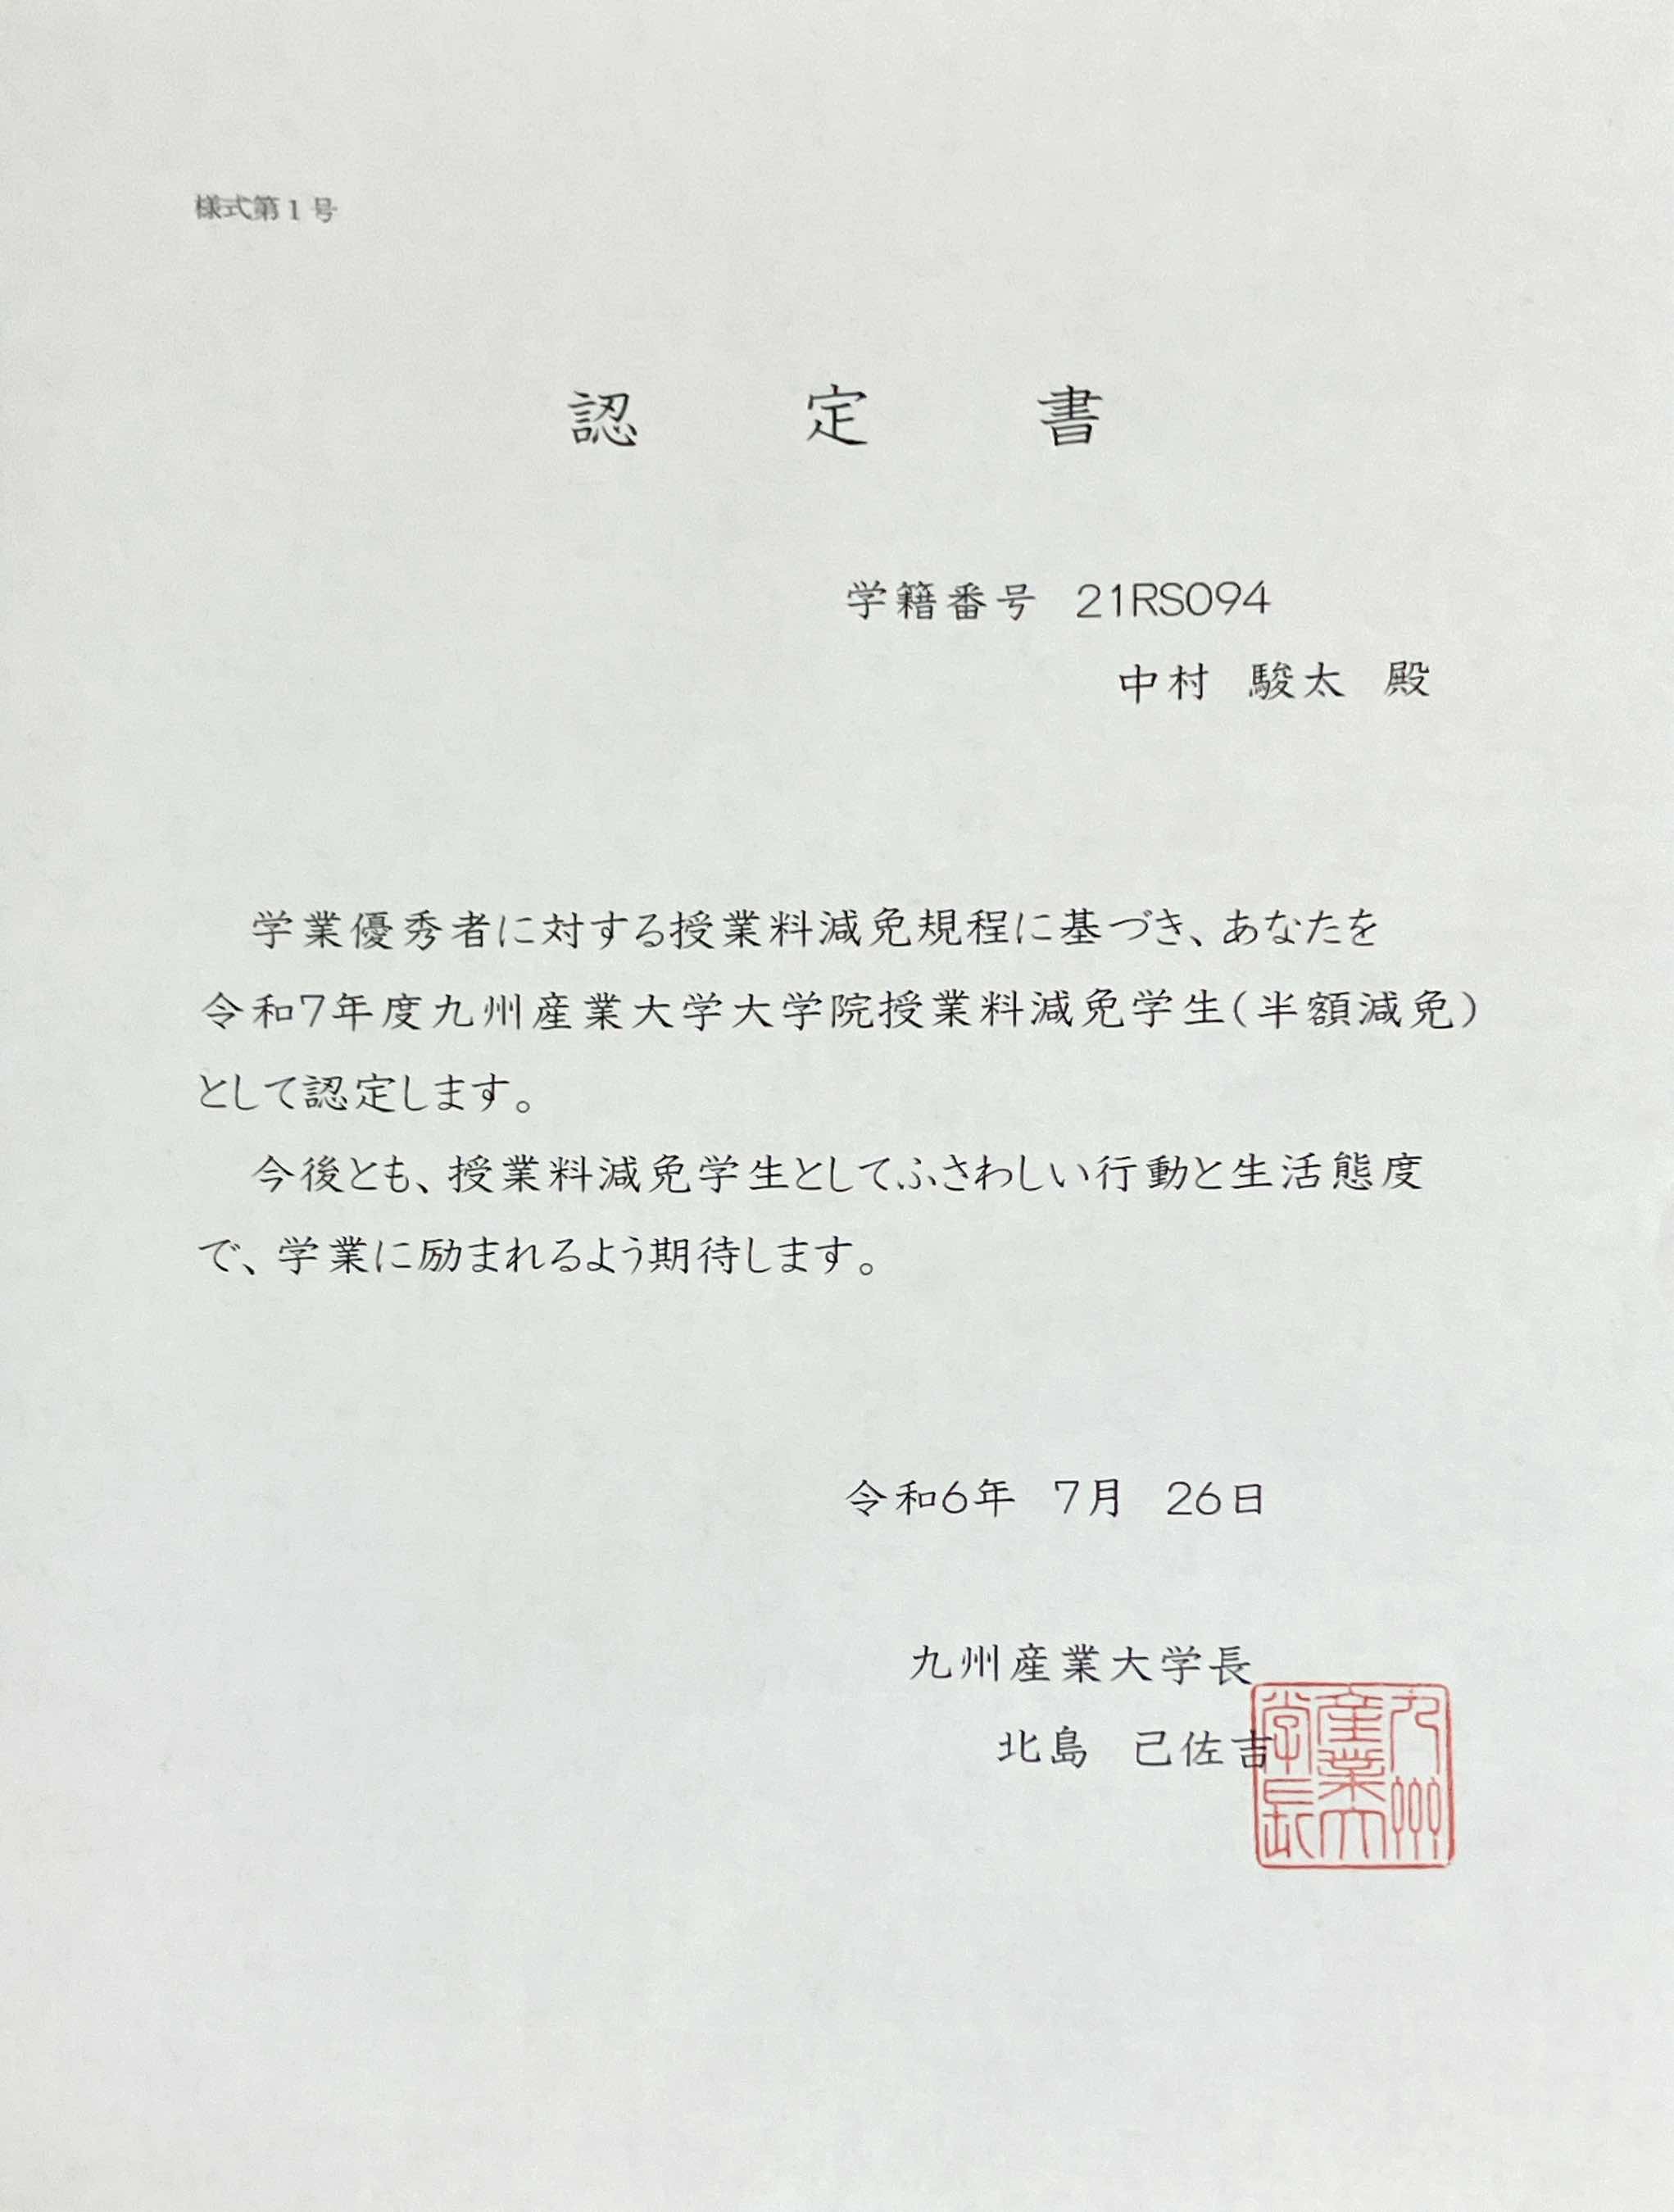 様式第1号
認定書
学籍番号 21RS094
中村 駿太 殿
学業優秀者に対する授業料減免規程に基づき、あなたを
令和7年度九州産業大学大学院授業料減免学生(半額減免)
として認定します。
今後とも、授業料減免学生としてふさわしい行動と生活態度
で、学業に励まれるよう期待します。
令和6年 7月 26日
九州産業大学長
北島 己佐吉
九州
産業大
学長